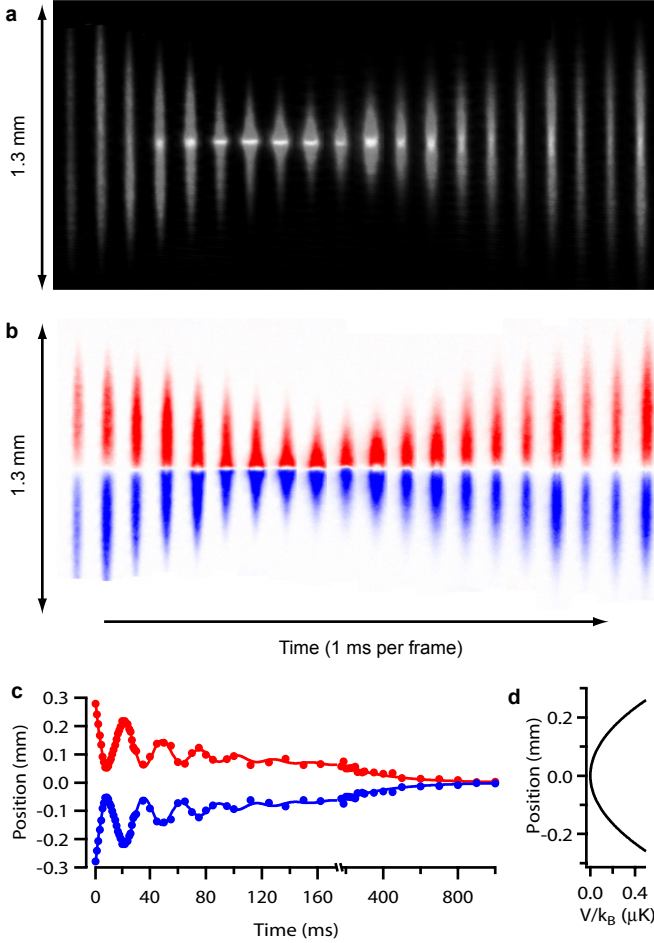 a
1.3 mm
b
1.3 mm
Time (1 ms per frame)
c
0.3
0.2
0.1
0.0
-0.1
-0.2
-0.3
Position (mm)
0 40 80 120 160 400 800
Time (ms)
d
0.2
0.0
-0.2
Position (mm)
0.0 0.4
V/kB (μK)